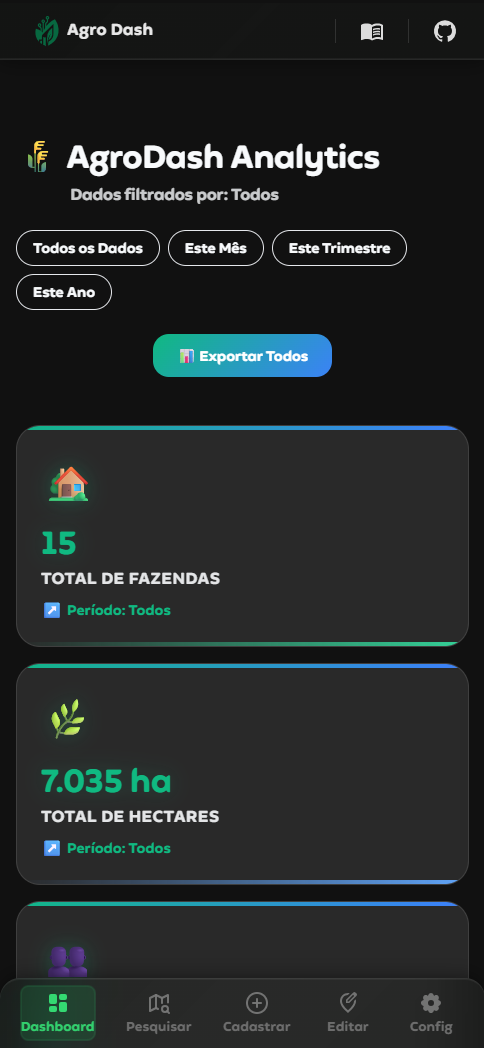 Agro Dash
AgroDash Analytics
Dados filtrados por: Todos
Todos os Dados
Este Mês
Este Trimestre
Este Ano
Exportar Todos
15
TOTAL DE FAZENDAS
Período: Todos
7.035 ha
TOTAL DE HECTARES
Período: Todos
Dashboard
Pesquisar
Cadastrar
Editar
Config